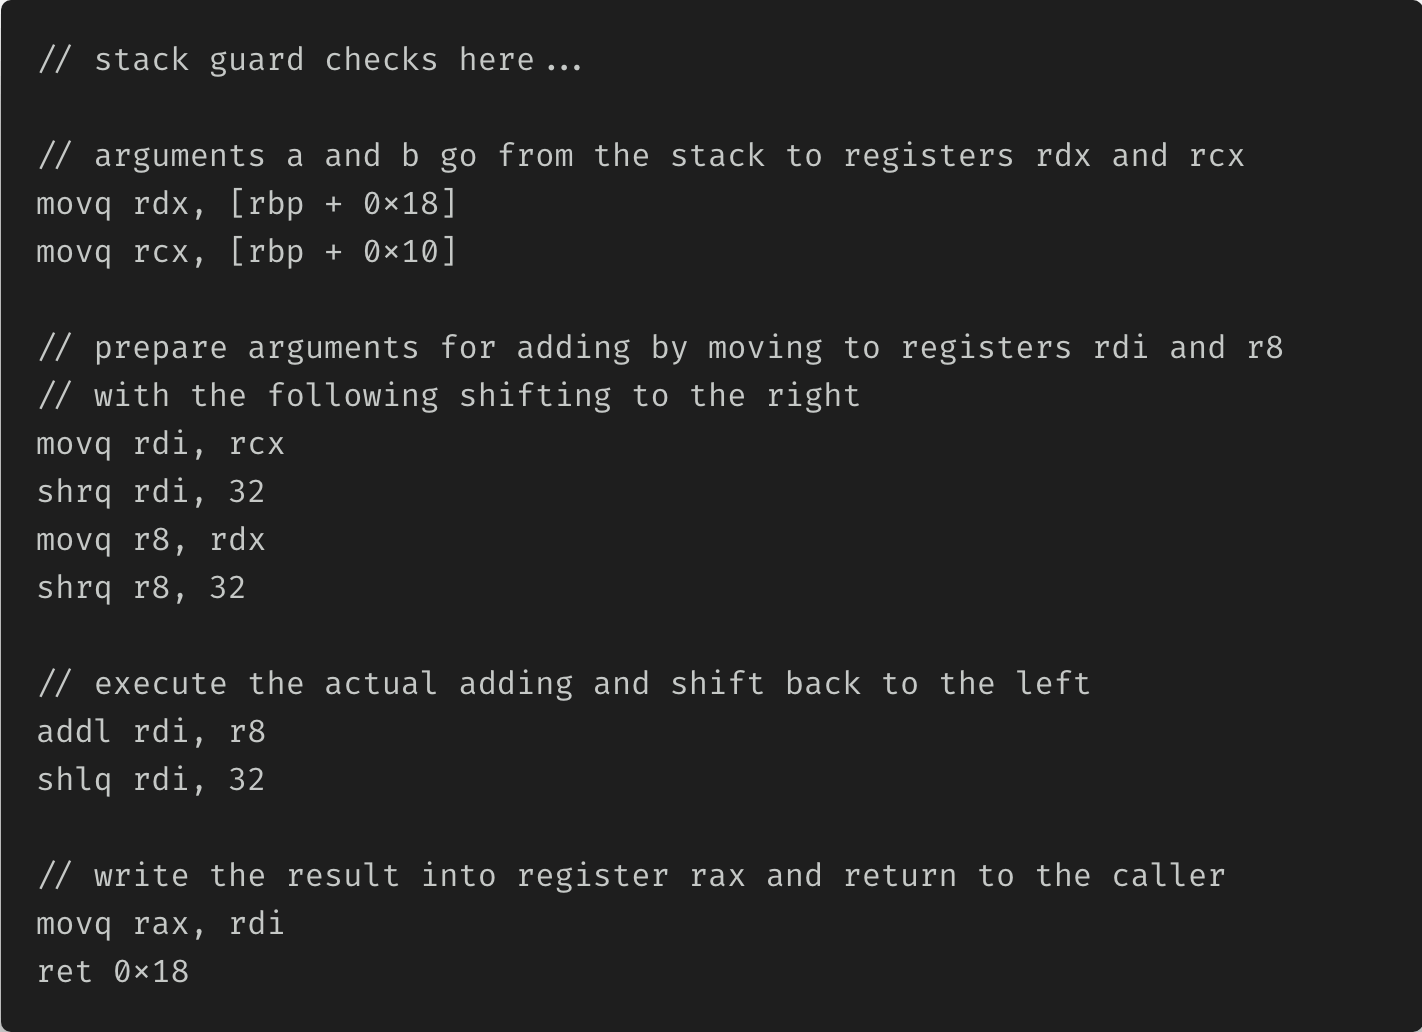 // stack guard checks here...
// arguments a and b go from the stack to registers rdx and rcx
movq rdx, [rbp + 0x18]
movq rcx, [rbp + 0x10]
// prepare arguments for adding by moving to registers rdi and r8
// with the following shifting to the right
movq rdi, rcx
shrq rdi, 32
movq r8, rdx
shrq r8, 32
// execute the actual adding and shift back to the left
addl rdi, r8
shlq rdi, 32
// write the result into register rax and return to the caller
movq rax, rdi
ret 0x18